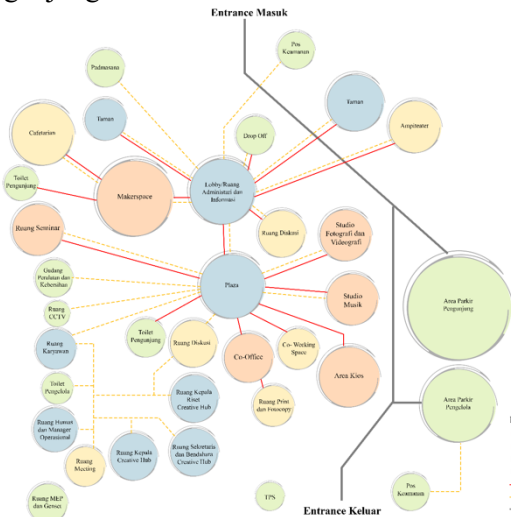 Entrance Masuk
Pos
Keamanan
Padmasana
Taman
Taman
Cafetarian
Drop Off
Ampiteater
Toilet
Pengunjung
Makerspace
Lobby/Ruang
Administrasi dan
Informasi
Ruang Seminar
Ruang Diskusi
Studio
Fotografi dan
Videografi
Gudang
Peralatan dan
Kebersihan
Plaza
Studio
Musik
Area Parkir
Pengunjung
Ruang
CCTV
Ruang
Karyawan
Toilet
Pengunjung
Ruang Diskusi
Co-Office
Co- Working
Space
Area Kios
Toilet
Pengelola
Ruang Kepala
Riset
Creative Hub
Ruang Print
dan Fotocopy
Area Parkir
Pengelola
Ruang Humas
dan Manager
Operasional
Ruang Kepala
Creative Hub
Ruang Sekretaris
dan Bendahara
Creative Hub
Ruang
Meeting
Ruang MEP
dan Genset
TPS
Pos
Keamanan
Entrance Keluar